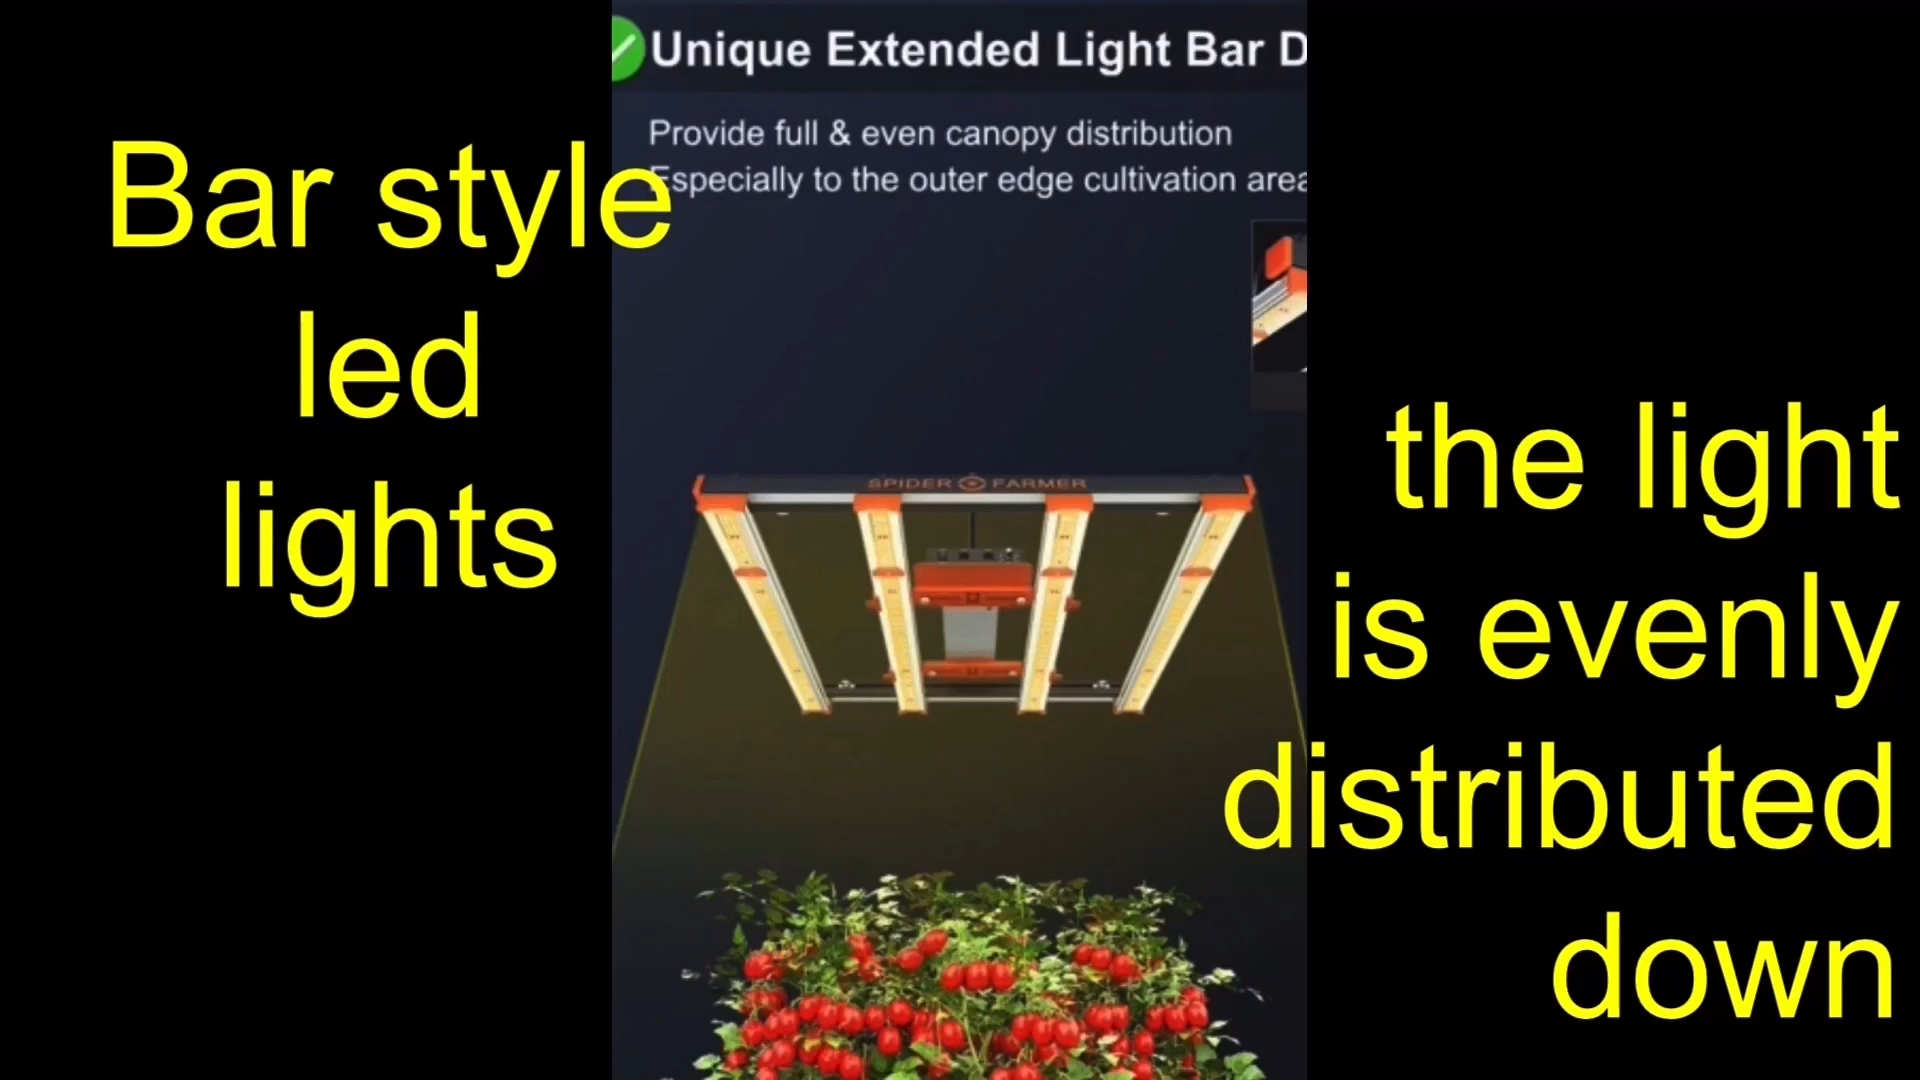 Unique Extended Light Bar D
Provide full & even canopy distribution
Especially to the outer edge cultivation area
Bar style
led
lights
SPIDER FARMER
the light
is evenly
distributed
down